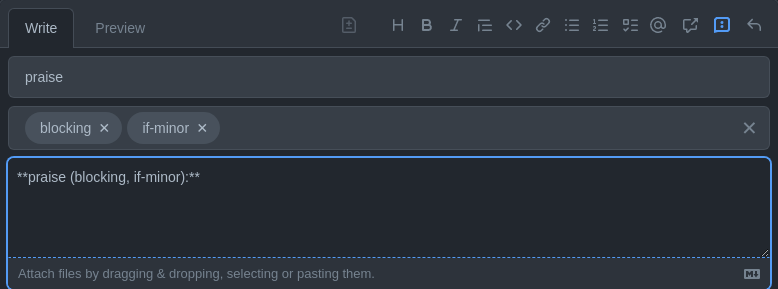 Write Preview
praise
blocking × if-minor ×
**praise (blocking, if-minor):**
Attach files by dragging & dropping, selecting or pasting them.